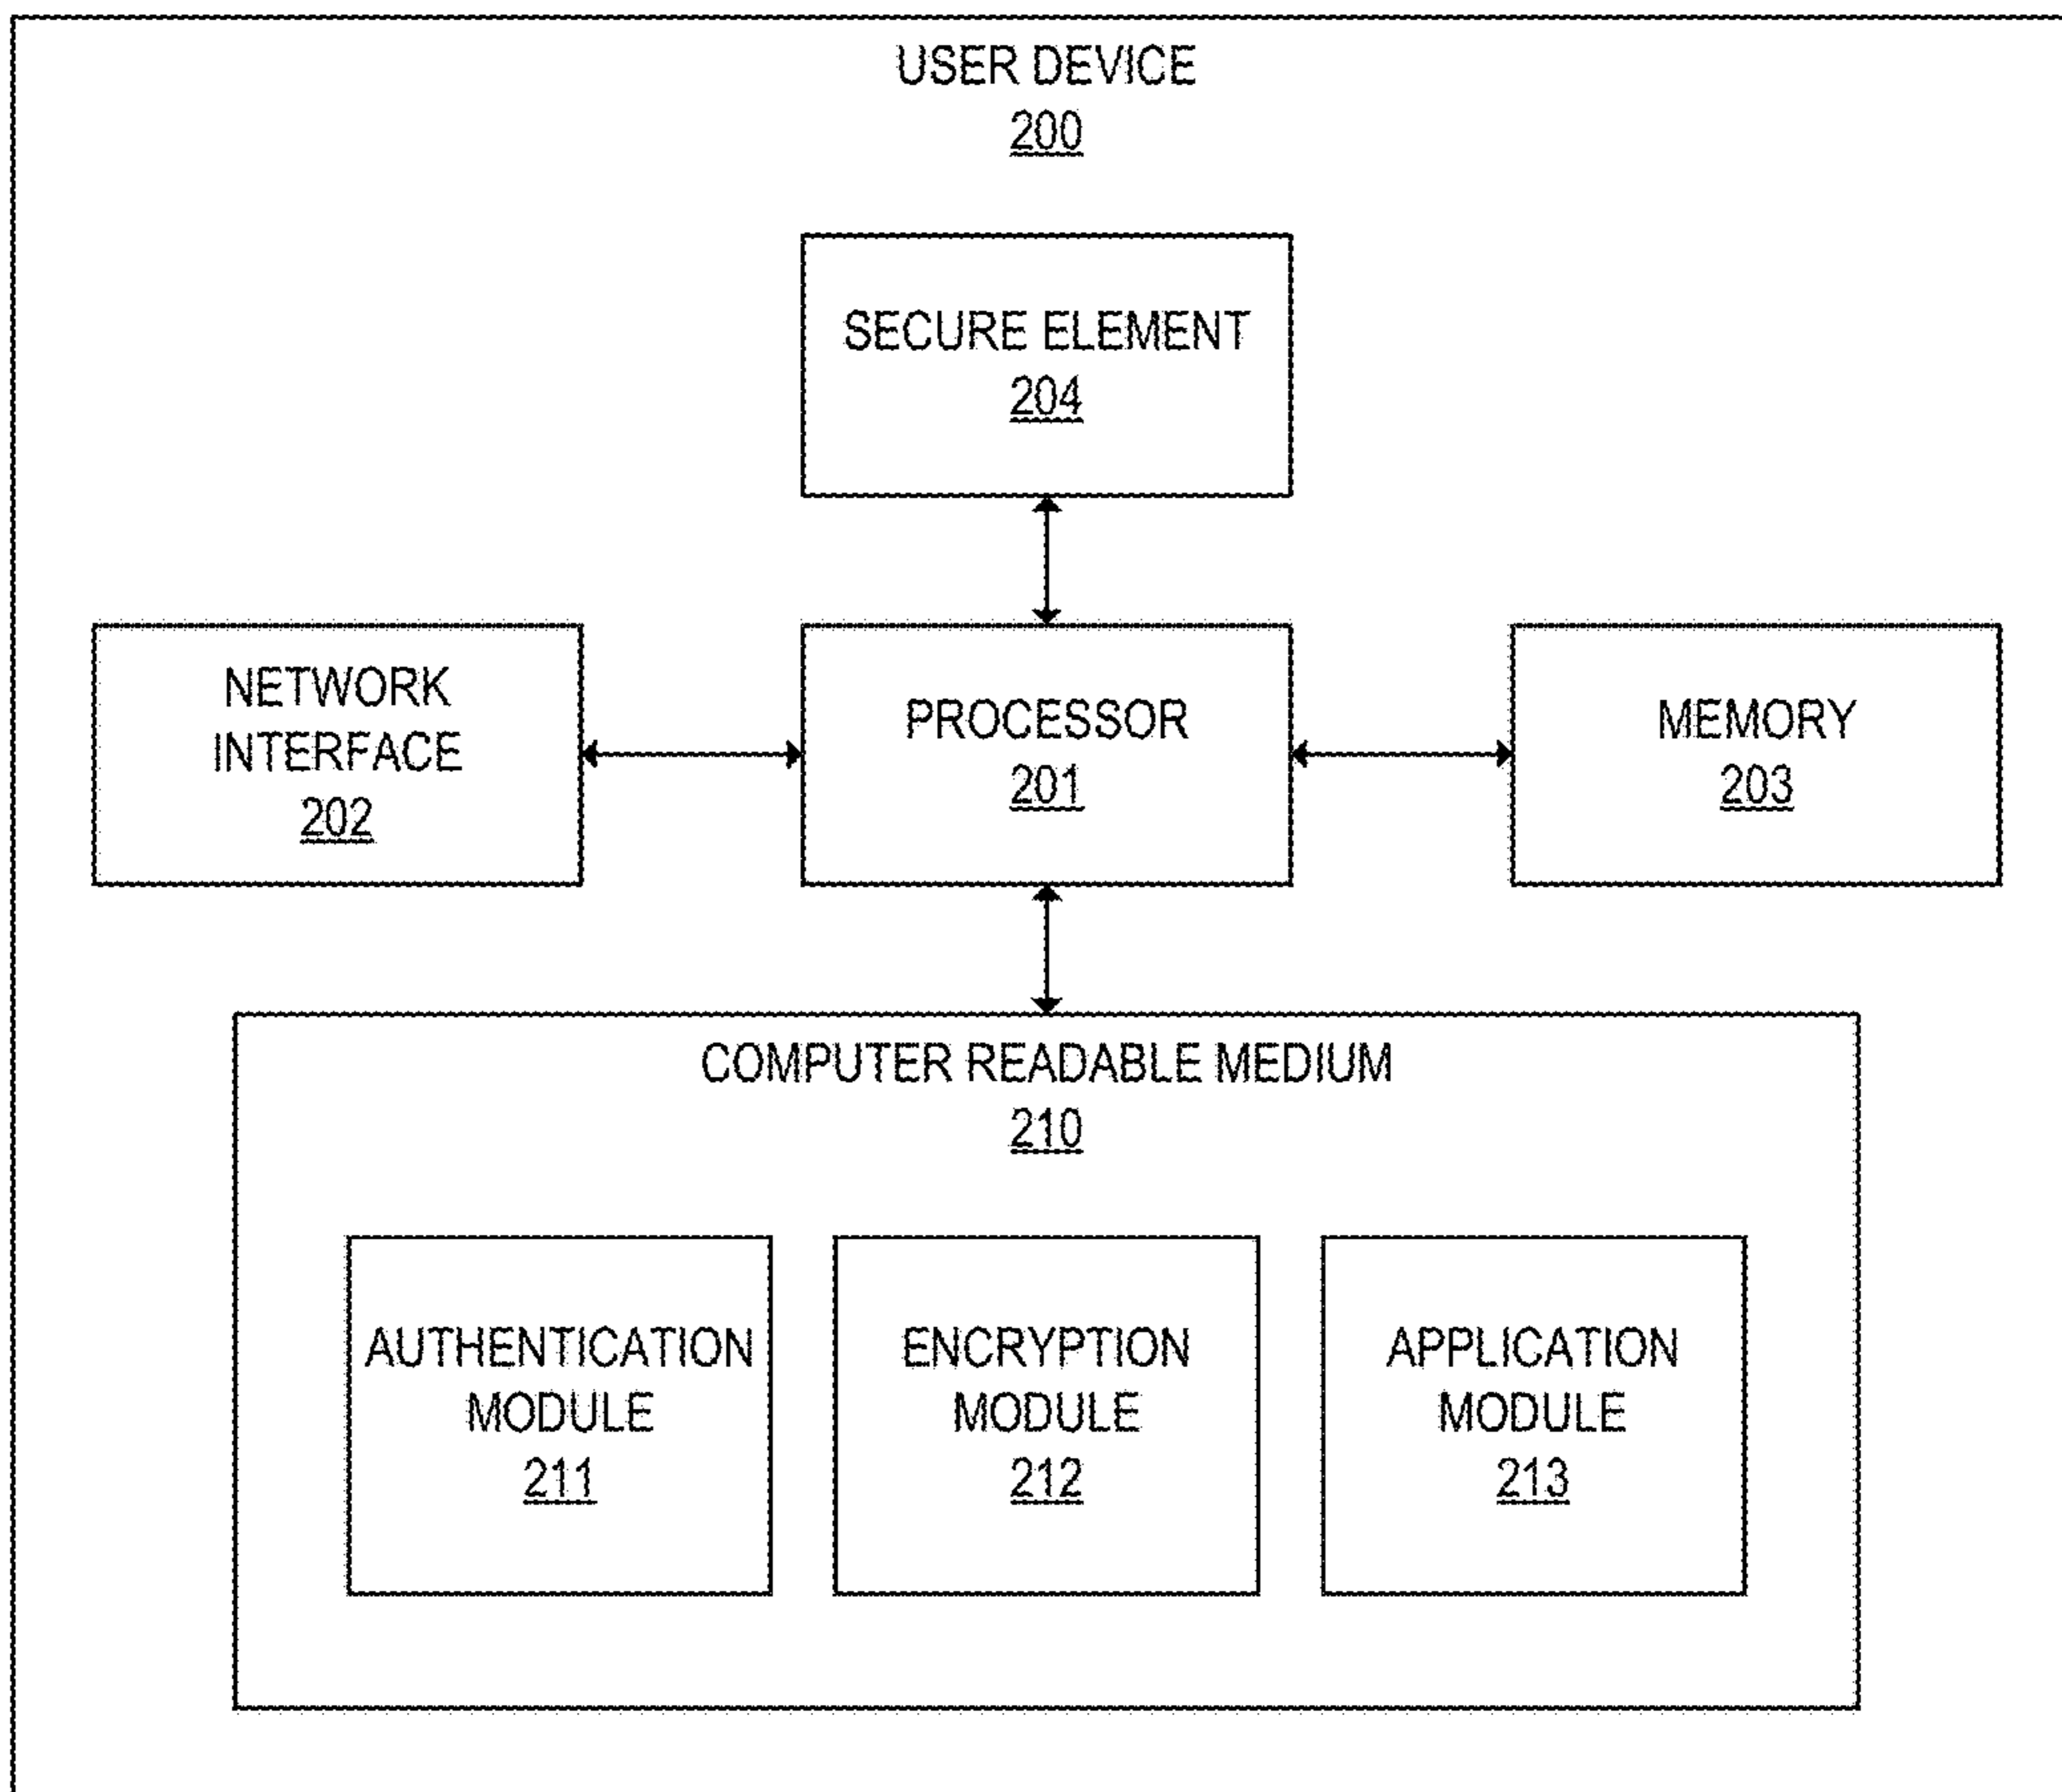 USER DEVICE
200
SECURE ELEMENT
204
NETWORK
INTERFACE
202
PROCESSOR
201
MEMORY
203
COMPUTER READABLE MEDIUM
210
AUTHENTICATION
MODULE
211
ENCRYPTION
MODULE
212
APPLICATION
MODULE
213